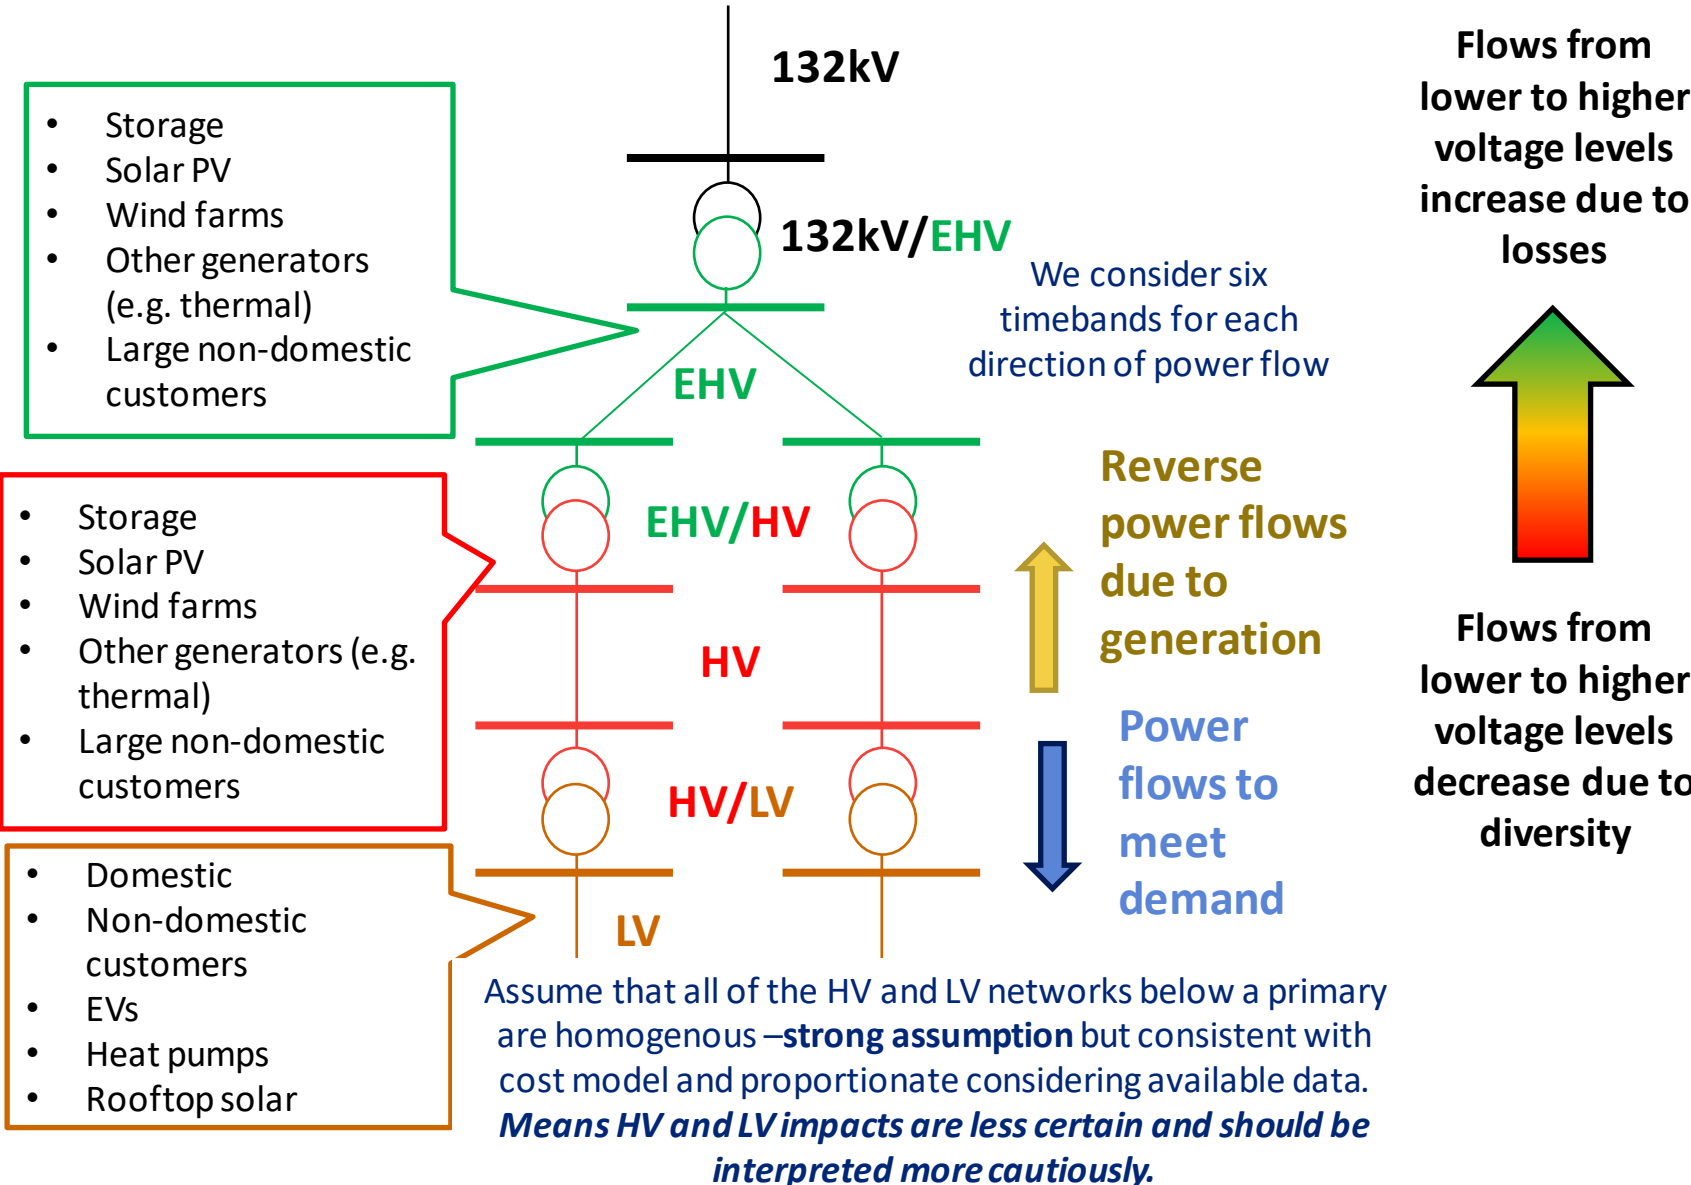 132kV
• Storage
• Solar PV
• Wind farms
• Other generators
(e.g. thermal)
• Large non-domestic
customers
132kV/EHV
We consider six
timebands for each
direction of power flow
EHV
Flows from
lower to higher
voltage levels
increase due to
losses
• Storage
• Solar PV
• Wind farms
• Other generators (e.g.
thermal)
• Large non-domestic
customers
EHV/HV
HV
HV/LV
Reverse
power flows
due to
generation
Power
flows to
meet
demand
Flows from
lower to higher
voltage levels
decrease due to
diversity
• Domestic
• Non-domestic
customers
• EVs
• Heat pumps
• Rooftop solar
LV
Assume that all of the HV and LV networks below a primary
are homogenous –strong assumption but consistent with
cost model and proportionate considering available data.
Means HV and LV impacts are less certain and should be
interpreted more cautiously.